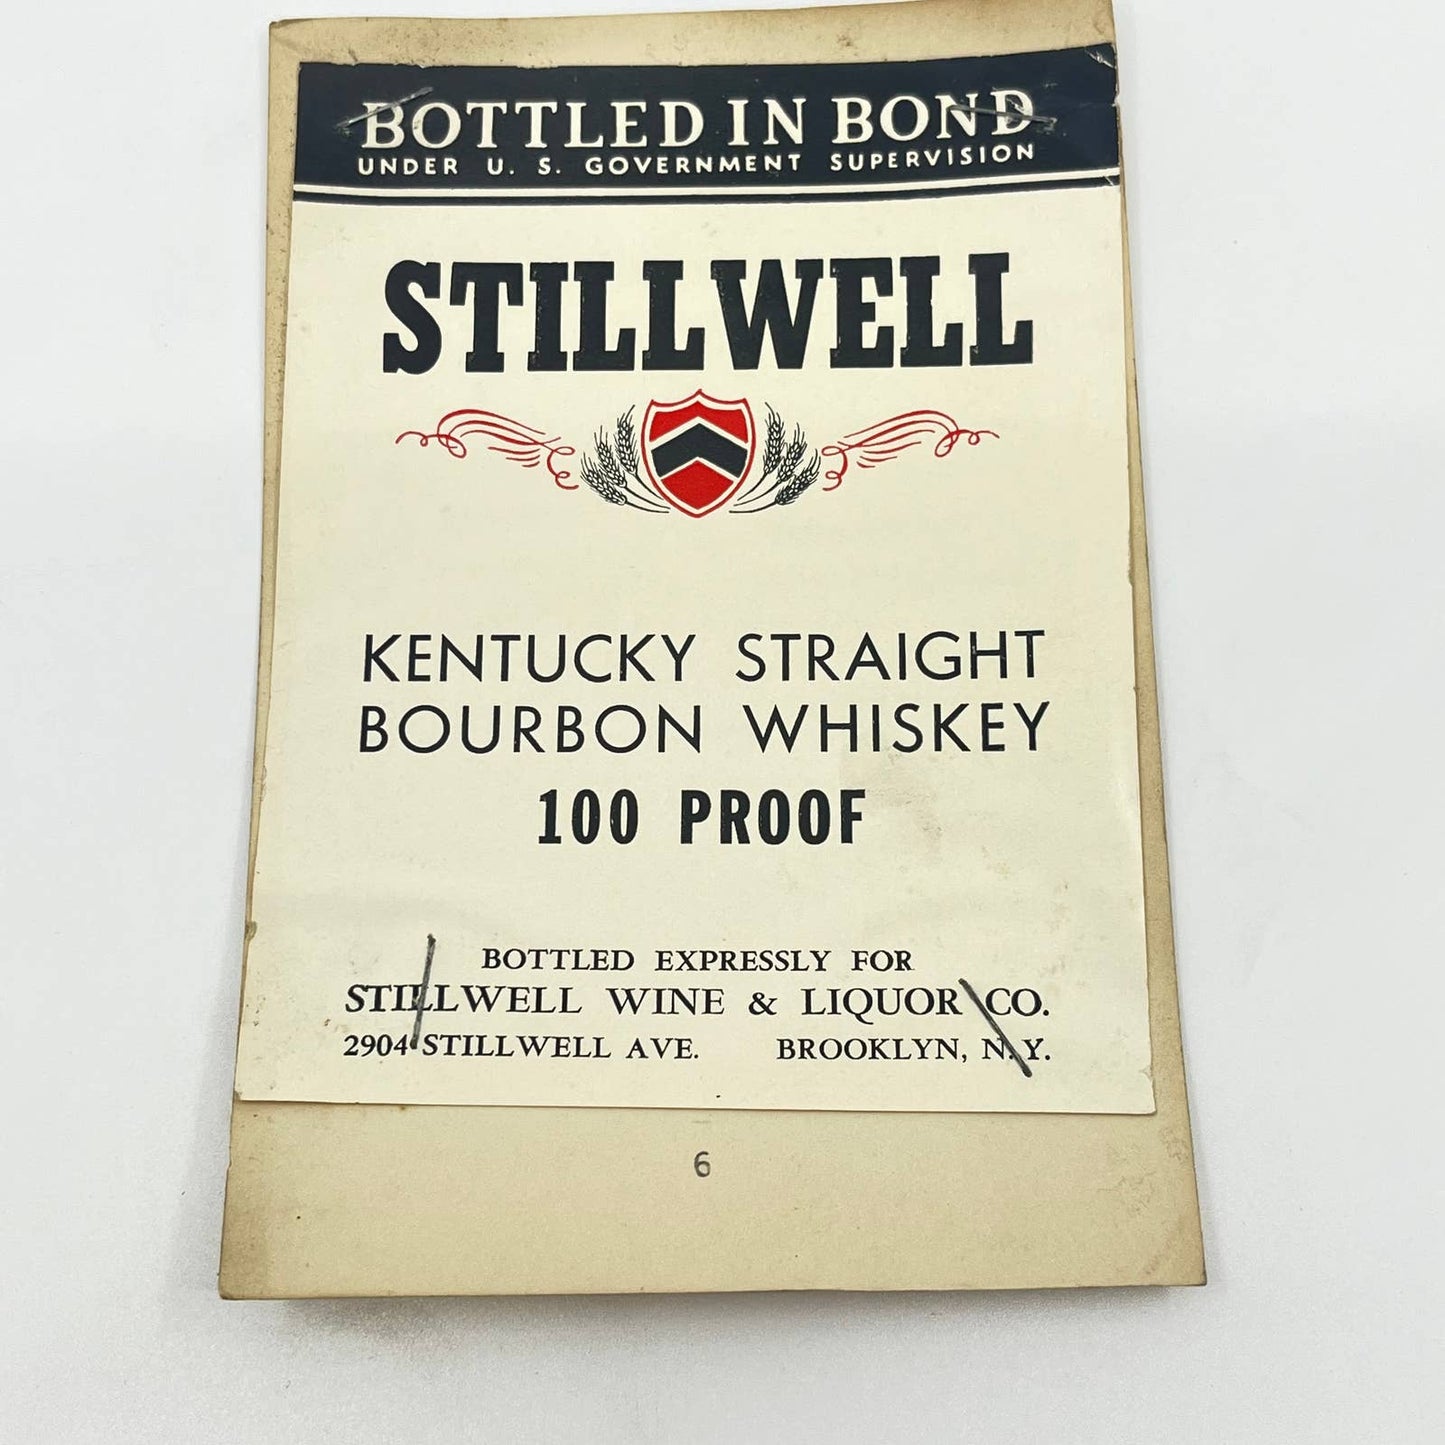 BOTTLED IN BOND
UNDER U. S. GOVERNMENT SUPERVISION
STILLWELL
KENTUCKY STRAIGHT
BOURBON WHISKEY
100 PROOF
BOTTLED EXPRESSLY FOR
STILLWELL WINE & LIQUOR CO.
2904 STILLWELL AVE. BROOKLYN, N.Y.
6